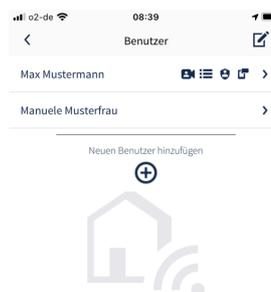 o2-de 08:39
Benutzer
Max Mustermann
Manuele Musterfrau
Neuen Benutzer hinzufügen